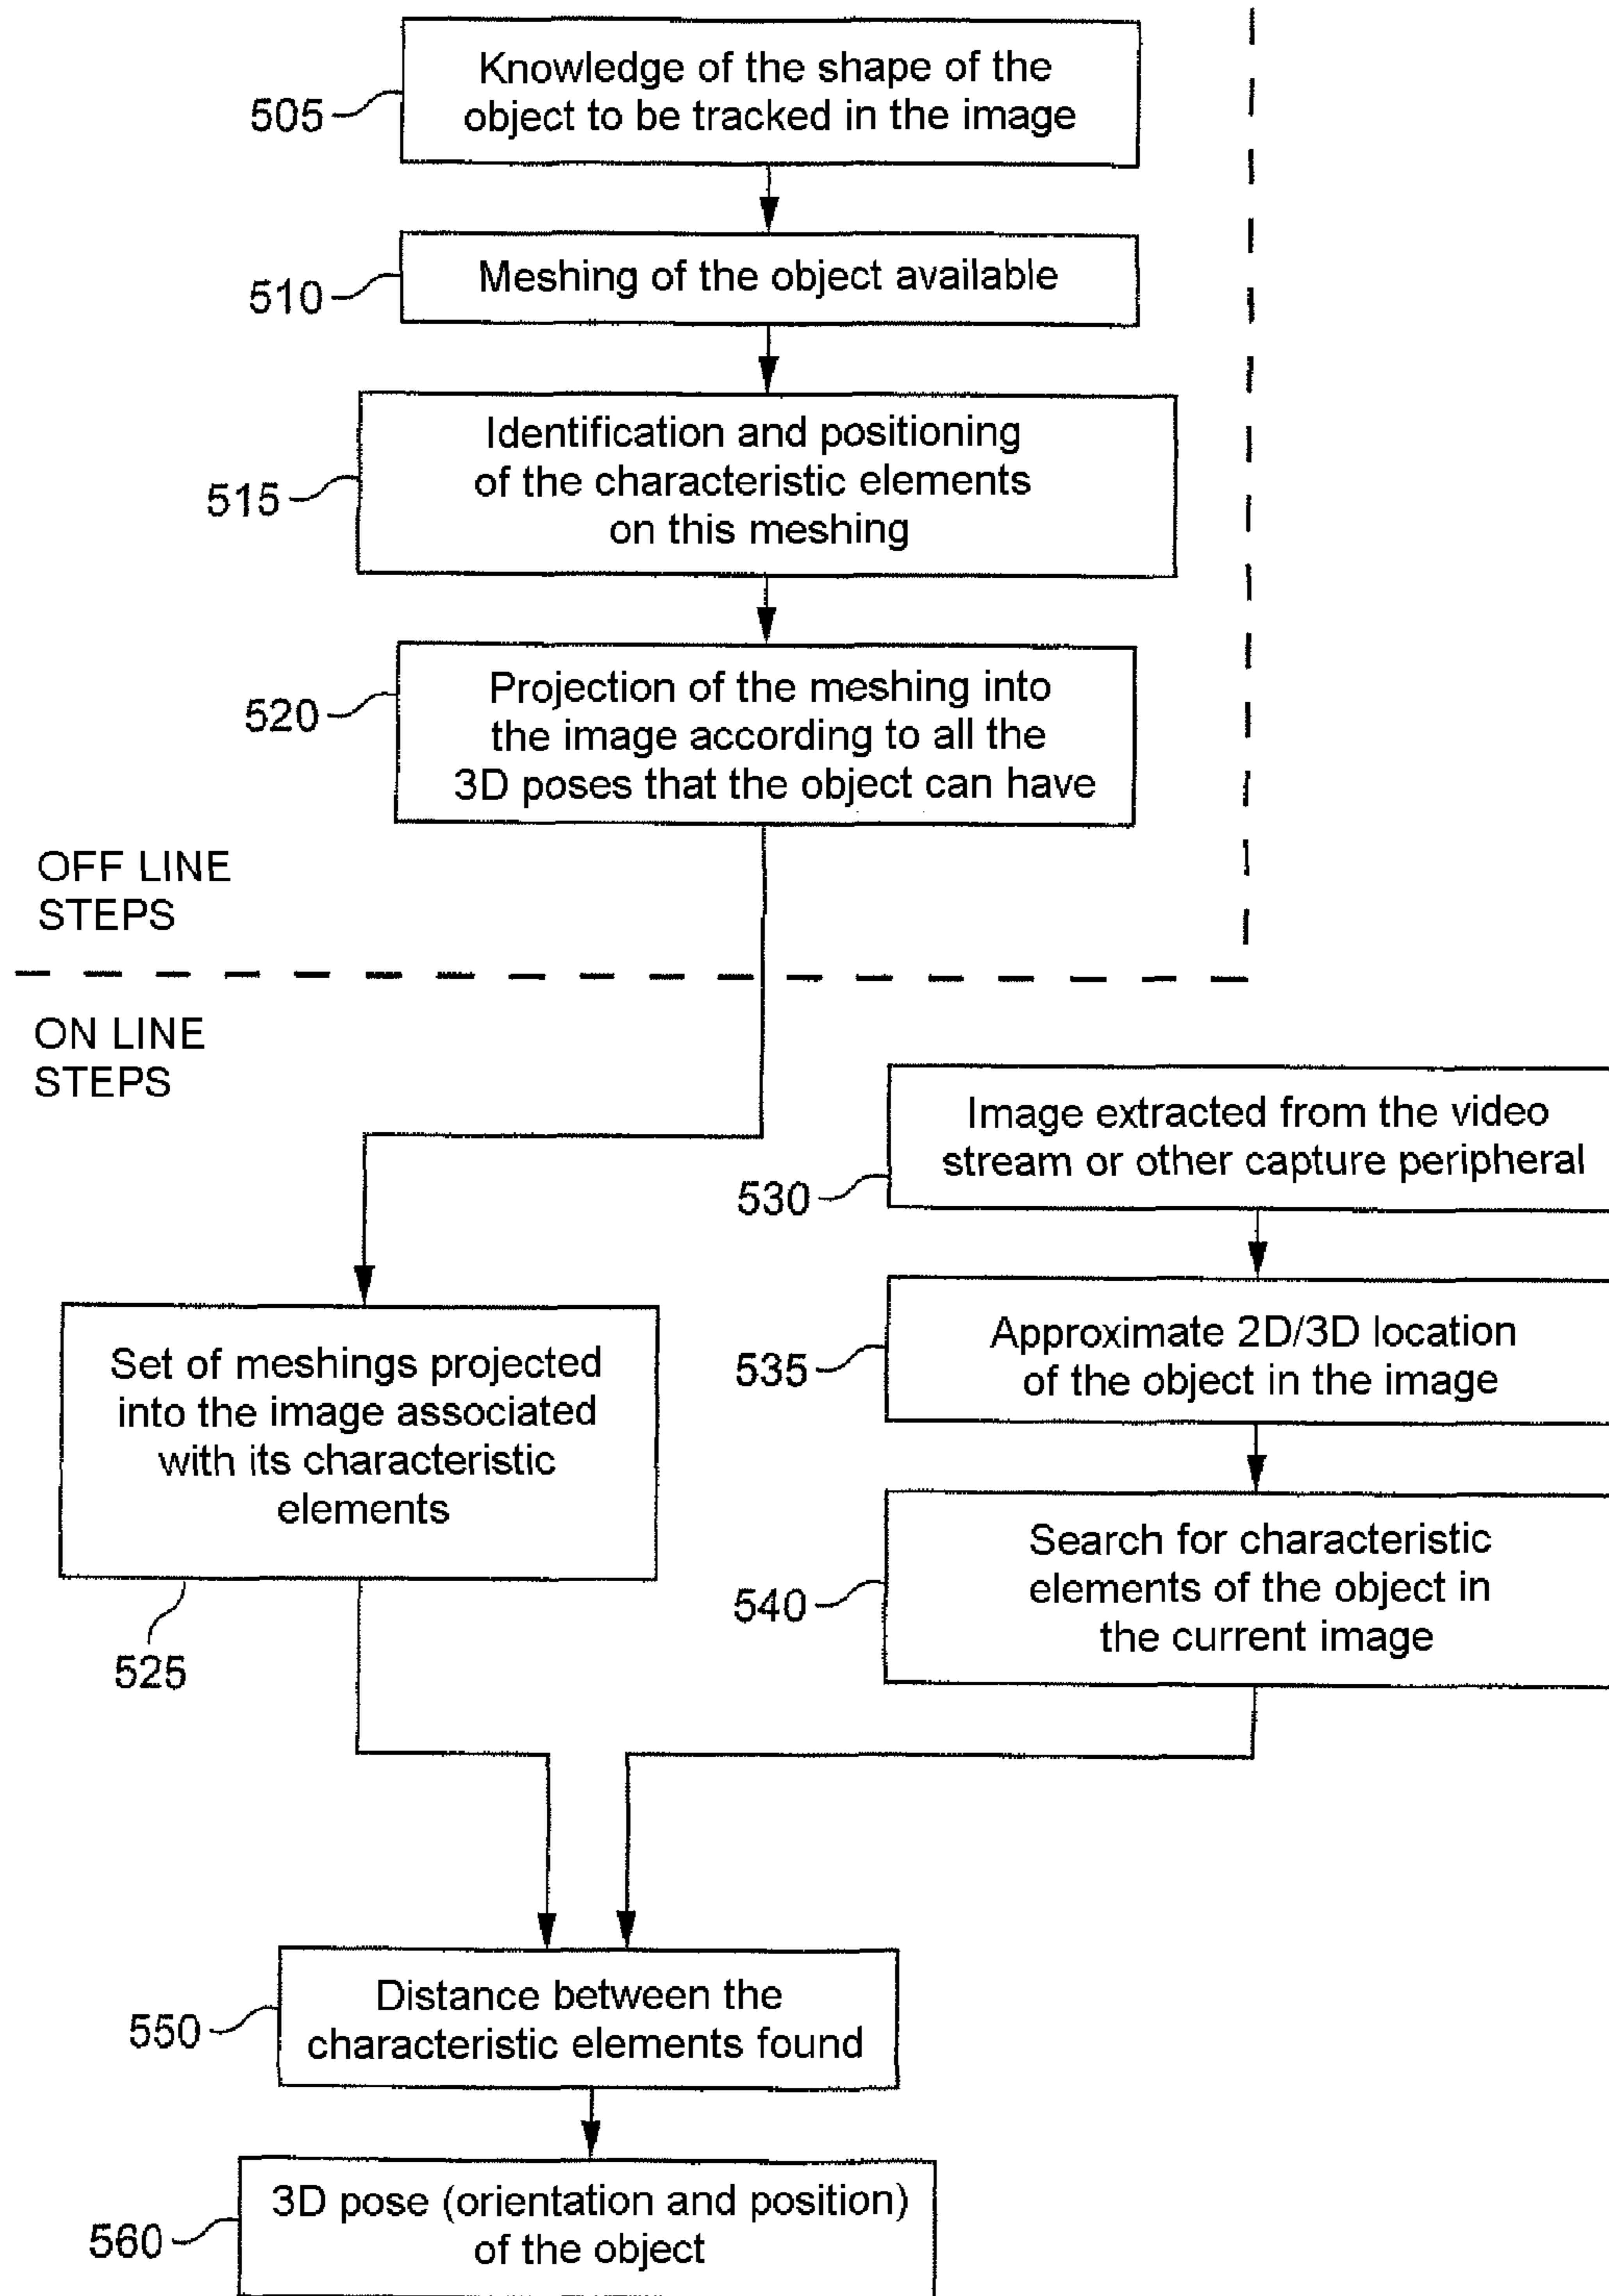 Knowledge of the shape of the
object to be tracked in the image
505
Meshing of the object available
510
Identification and positioning
of the characteristic elements
on this meshing
515
Projection of the meshing into
the image according to all the
3D poses that the object can have
520
OFF LINE
STEPS
ON LINE
STEPS
Image extracted from the video
stream or other capture peripheral
530
Approximate 2D/3D location
of the object in the image
535
Set of meshings projected
into the image associated
with its characteristic
elements
525
Search for characteristic
elements of the object in
the current image
540
Distance between the
characteristic elements found
550
3D pose (orientation and position)
of the object
560